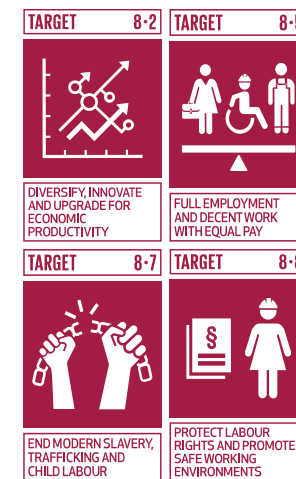 TARGET 8·2
DIVERSIFY, INNOVATE
AND UPGRADE FOR
ECONOMIC
PRODUCTIVITY
TARGET
FULL EMPLOYMENT
AND DECENT WORK
WITH EQUAL PAY
TARGET 8·7
END MODERN SLAVERY,
TRAFFICKING AND
CHILD LABOUR
TARGET
§
PROTECT LABOUR
RIGHTS AND PROMOTE
SAFE WORKING
ENVIRONMENTS